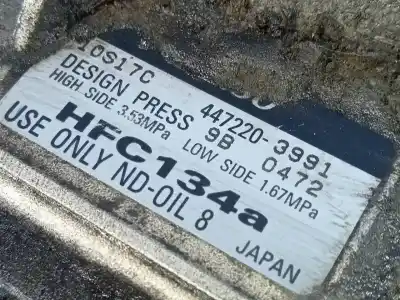 10S17C 447220-3991
DESIGN PRESS 9B 0472
HIGH SIDE 3.53MPa LOW SIDE 1.67MPa
HFC134a
USE ONLY ND-OIL 8 JAPAN